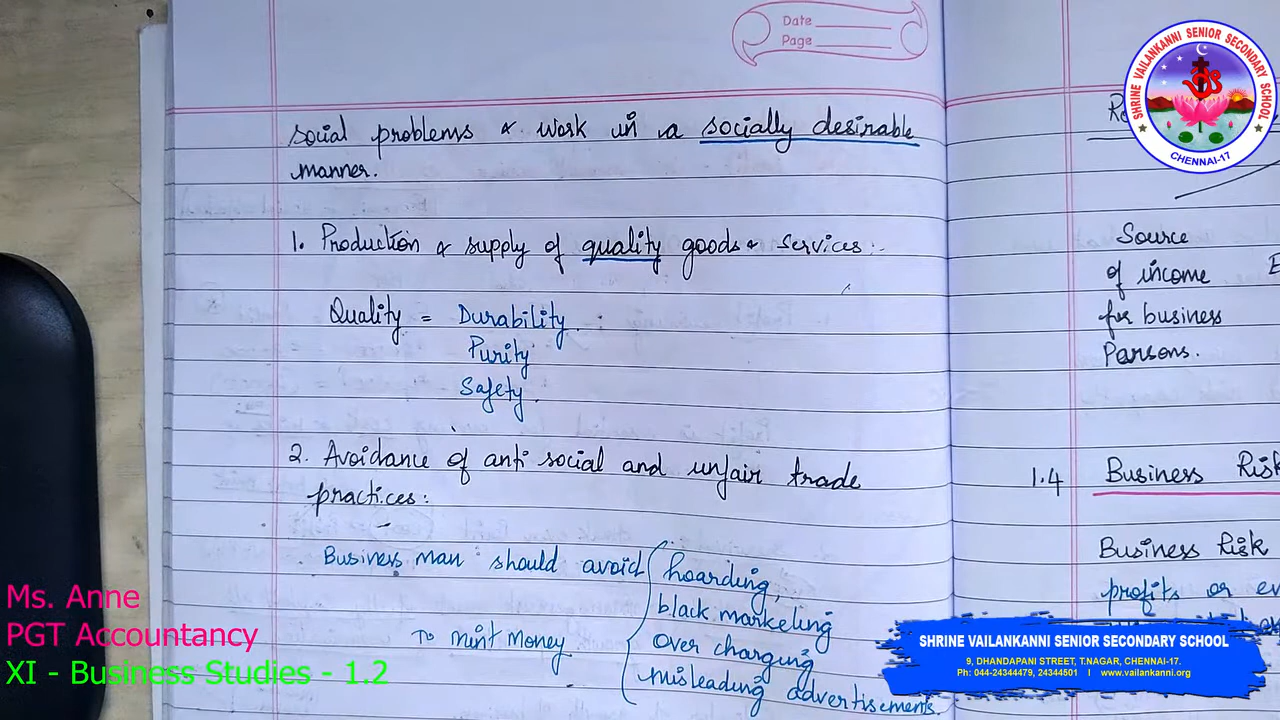 Date
Page
social problems & work in a socially desirable
manner.
1. Production & supply of quality goods & services :-
Quality = Durability.
Purity
Safety.
2. Avoidance of anti social and unfair trade
practices :
Business man should avoid hoarding,
black marketing
To mint money. over charging
misleading advertisements.
Source
of income
for business
Persons.
1.4 Business Risk
Business Risk
profits or ev
SHRINE VAILANKANNI SENIOR SECONDARY SCHOOL
CHENNAI-17
Ms. Anne
PGT Accountancy
XI - Business Studies - 1.2
SHRINE VAILANKANNI SENIOR SECONDARY SCHOOL
9, DHANDAPANI STREET, T.NAGAR, CHENNAI-17.
Ph: 044-24344479, 24344501 I www.vailankanni.org